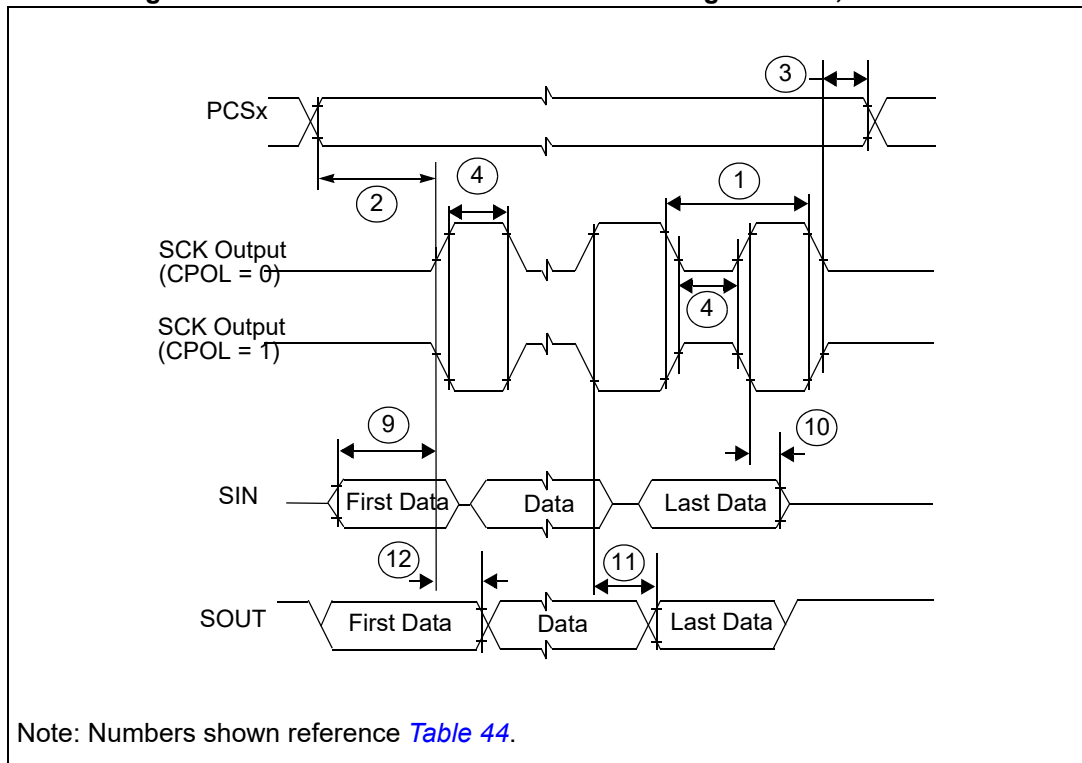 3
PCSx
2
4
1
SCK Output
(CPOL = 0)
4
SCK Output
(CPOL = 1)
9
10
SIN
First Data
Data
Last Data
12
11
SOUT
First Data
Data
Last Data
Note: Numbers shown reference Table 44.